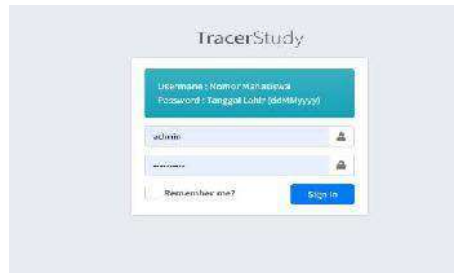 TracerStudy
Username : Nomor Mahasiswa
Password : Tanggal Lahir (ddMMyyyy)
admin
Remember me?
Sign In